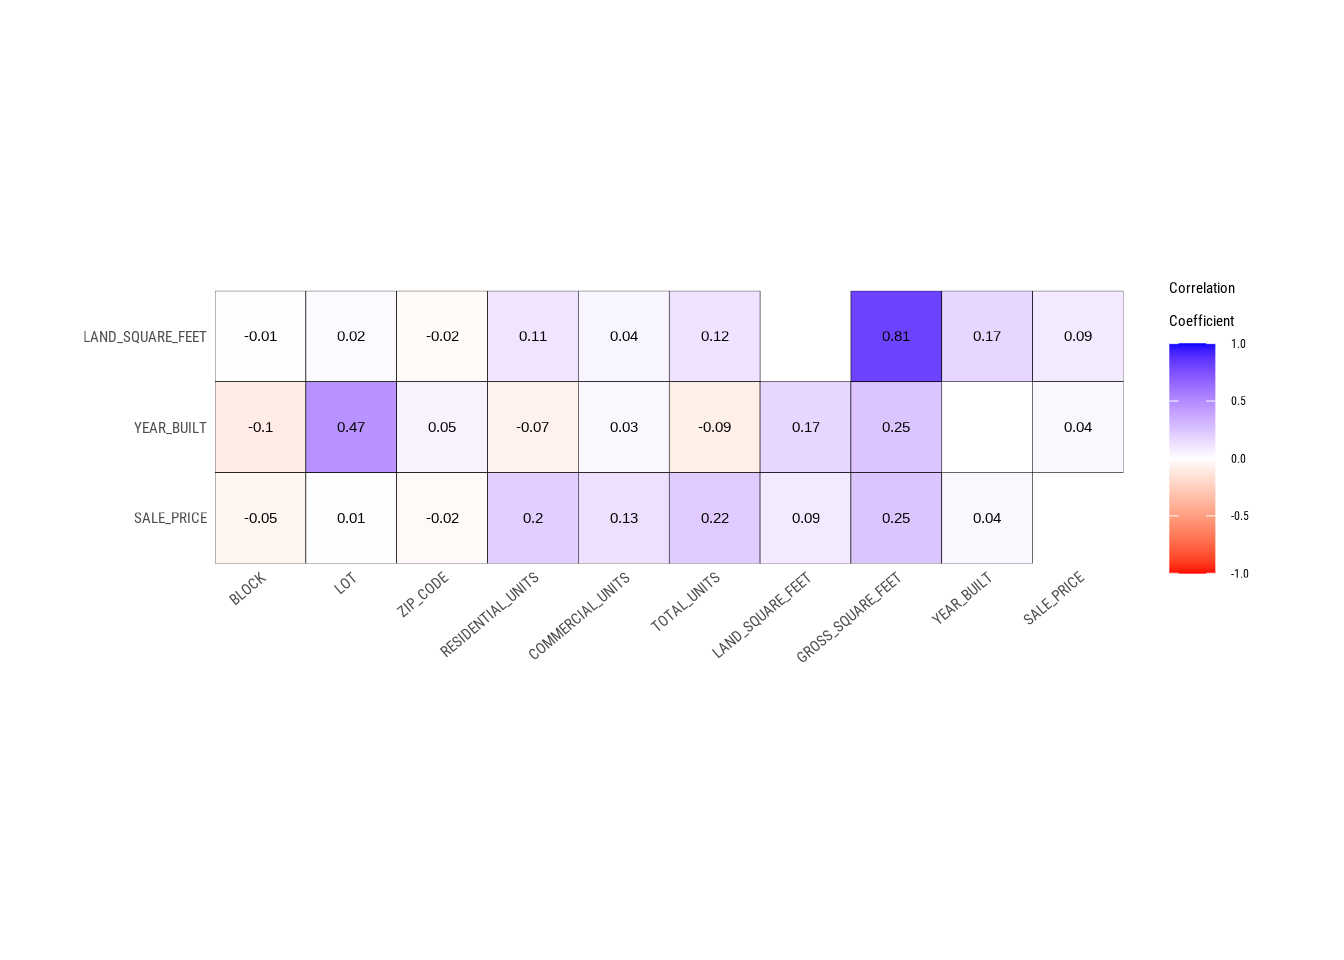 Correlation
Coefficient
1.0
0.5
0.0
-0.5
-1.0
LAND_SQUARE_FEET -0.01 0.02 -0.02 0.11 0.04 0.12 0.81 0.17 0.09
YEAR_BUILT -0.1 0.47 0.05 -0.07 0.03 -0.09 0.17 0.25 0.04
SALE_PRICE -0.05 0.01 -0.02 0.2 0.13 0.22 0.09 0.25 0.04
BLOCK LOT ZIP_CODE RESIDENTIAL_UNITS COMMERCIAL_UNITS TOTAL_UNITS LAND_SQUARE_FEET GROSS_SQUARE_FEET YEAR_BUILT SALE_PRICE